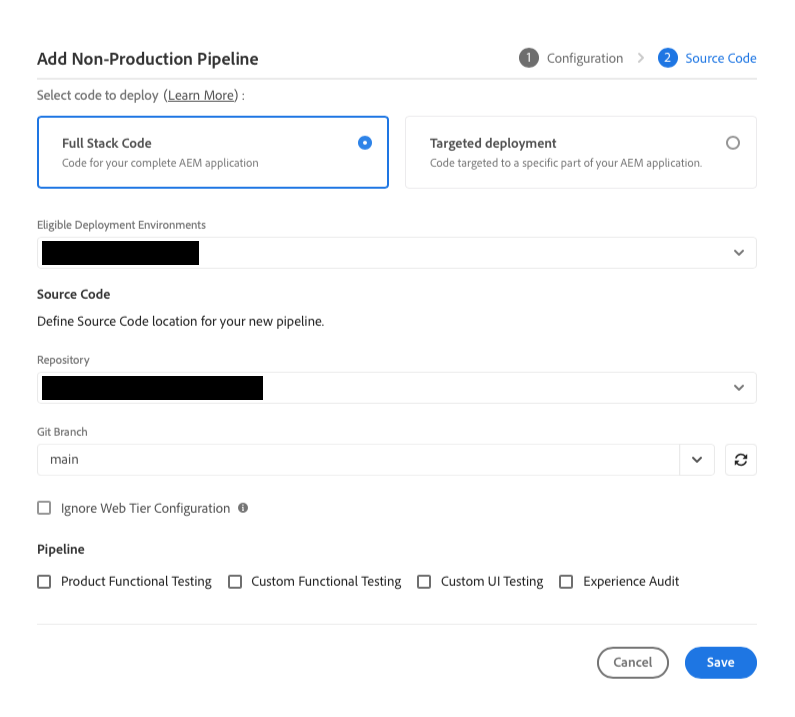 Add Non-Production Pipeline
1 Configuration 2 Source Code
Select code to deploy (Learn More) :
Full Stack Code
Code for your complete AEM application
Targeted deployment
Code targeted to a specific part of your AEM application.
Eligible Deployment Environments
Source Code
Define Source Code location for your new pipeline.
Repository
Git Branch
main
Ignore Web Tier Configuration
Pipeline
Product Functional Testing Custom Functional Testing Custom UI Testing Experience Audit
Cancel Save